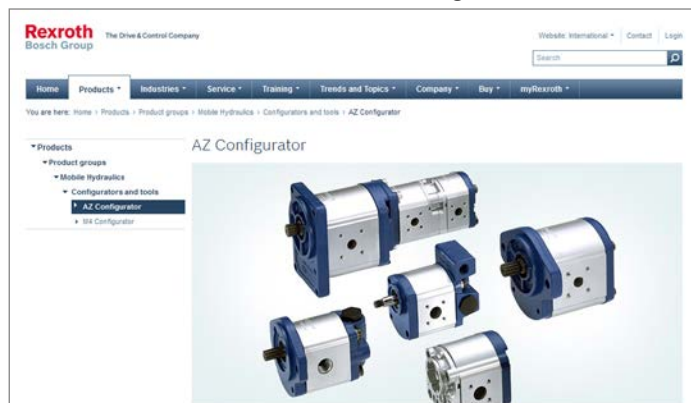 Rexroth
Bosch Group
The Drive & Control Company
Website: International Contact Login
Search
Home Products Industries Service Training Trends and Topics Company Buy myRexroth
You are here: Home > Products > Product groups > Mobile Hydraulics > Configurators and tools > AZ Configurator
Products
Product groups
Mobile Hydraulics
Configurators and tools
AZ Configurator
M4 Configurator
AZ Configurator